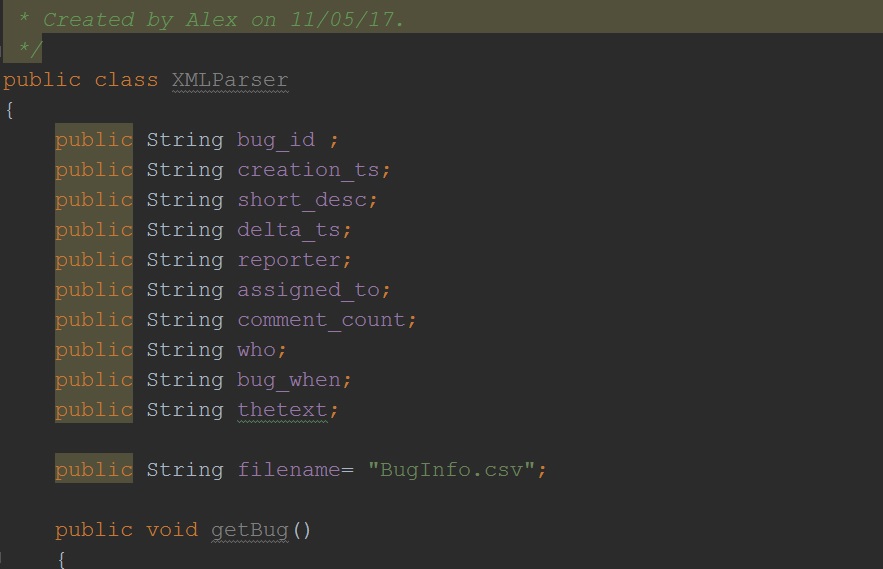 * Created by Alex on 11/05/17.
*/
public class XMLParser
{
public String bug_id ;
public String creation_ts;
public String short_desc;
public String delta_ts;
public String reporter;
public String assigned_to;
public String comment_count;
public String who;
public String bug_when;
public String thetext;
public String filename= "BugInfo.csv";
public void getBug()
{